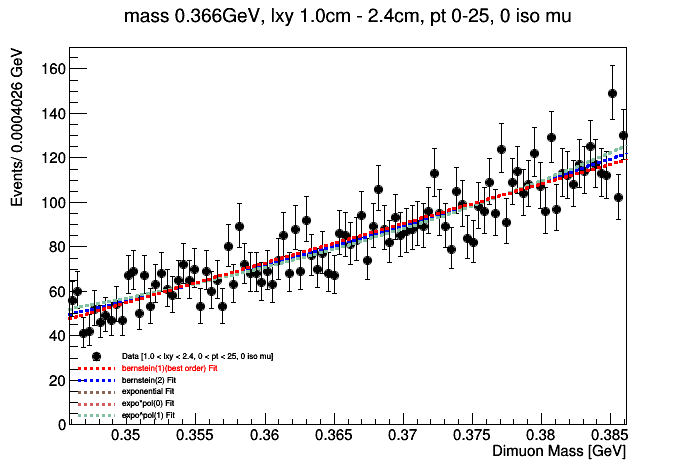 mass 0.366GeV, lxy 1.0cm - 2.4cm, pt 0-25, 0 iso mu
Events/ 0.0004026 GeV
160
140
120
100
80
60
40
20
0
Data [1.0 < lxy < 2.4, 0 < pt < 25, 0 iso mu]
bernstein(1)(best order) Fit
bernstein(2) Fit
exponential Fit
expo*pol(0) Fit
expo*pol(1) Fit
0.35 0.355 0.36 0.365 0.37 0.375 0.38 0.385
Dimuon Mass [GeV]